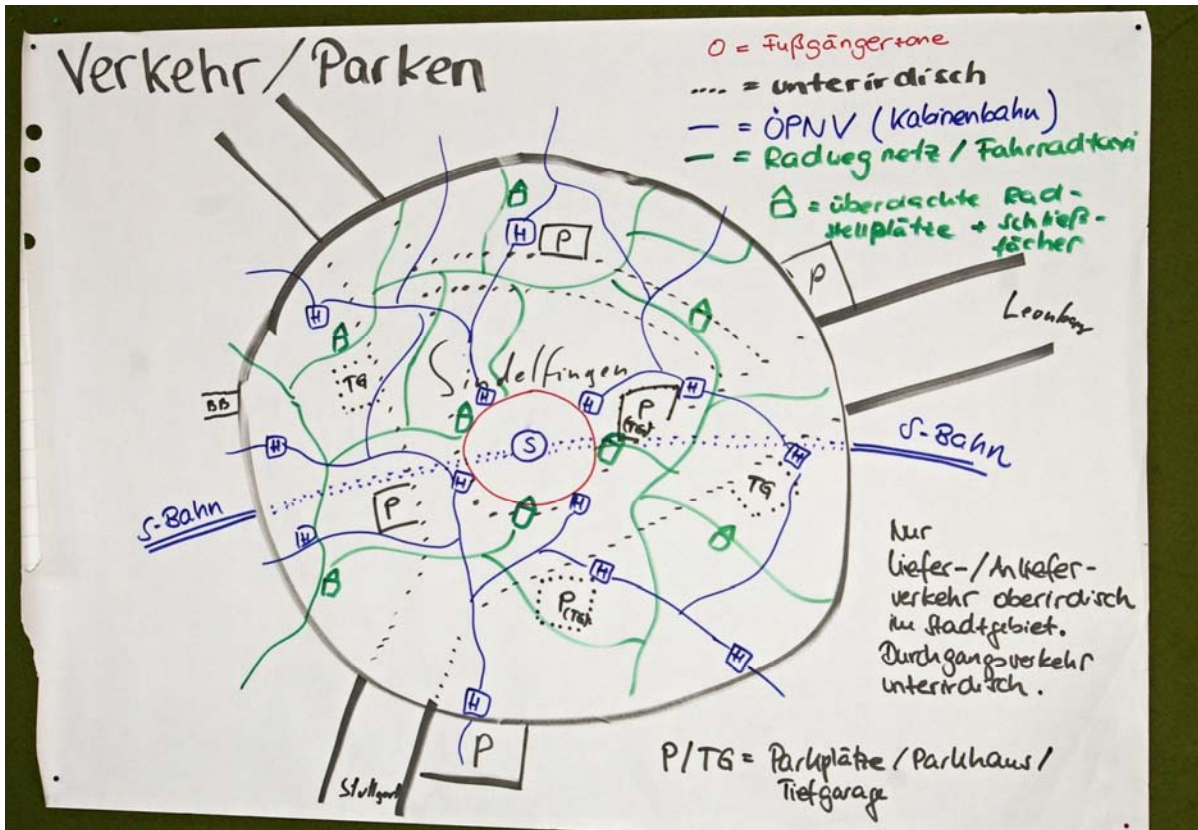 Verkehr/Parken
O = Fußgängerzone
.... = unterirdisch
— = ÖPNV (Kabinenbahn)
— = Radwegnetz / Fahrradtaxi
= überdachte Rad-
stellplätze + schließ-
fächer
H
P
P
Leonberg
H
TG
Sindelfingen
H
H
H
P
(TG)
BB
S
S-Bahn
H
H
H
TG
P
H
S-Bahn
H
H
P
(TG)
Nur
Liefer-/Anliefer-
verkehr oberirdisch
im Stadtgebiet.
Durchgangsverkehr
unterirdisch.
H
H
P
Stuttgart
P/TG = Parkplätze/Parkhaus/
Tiefgarage